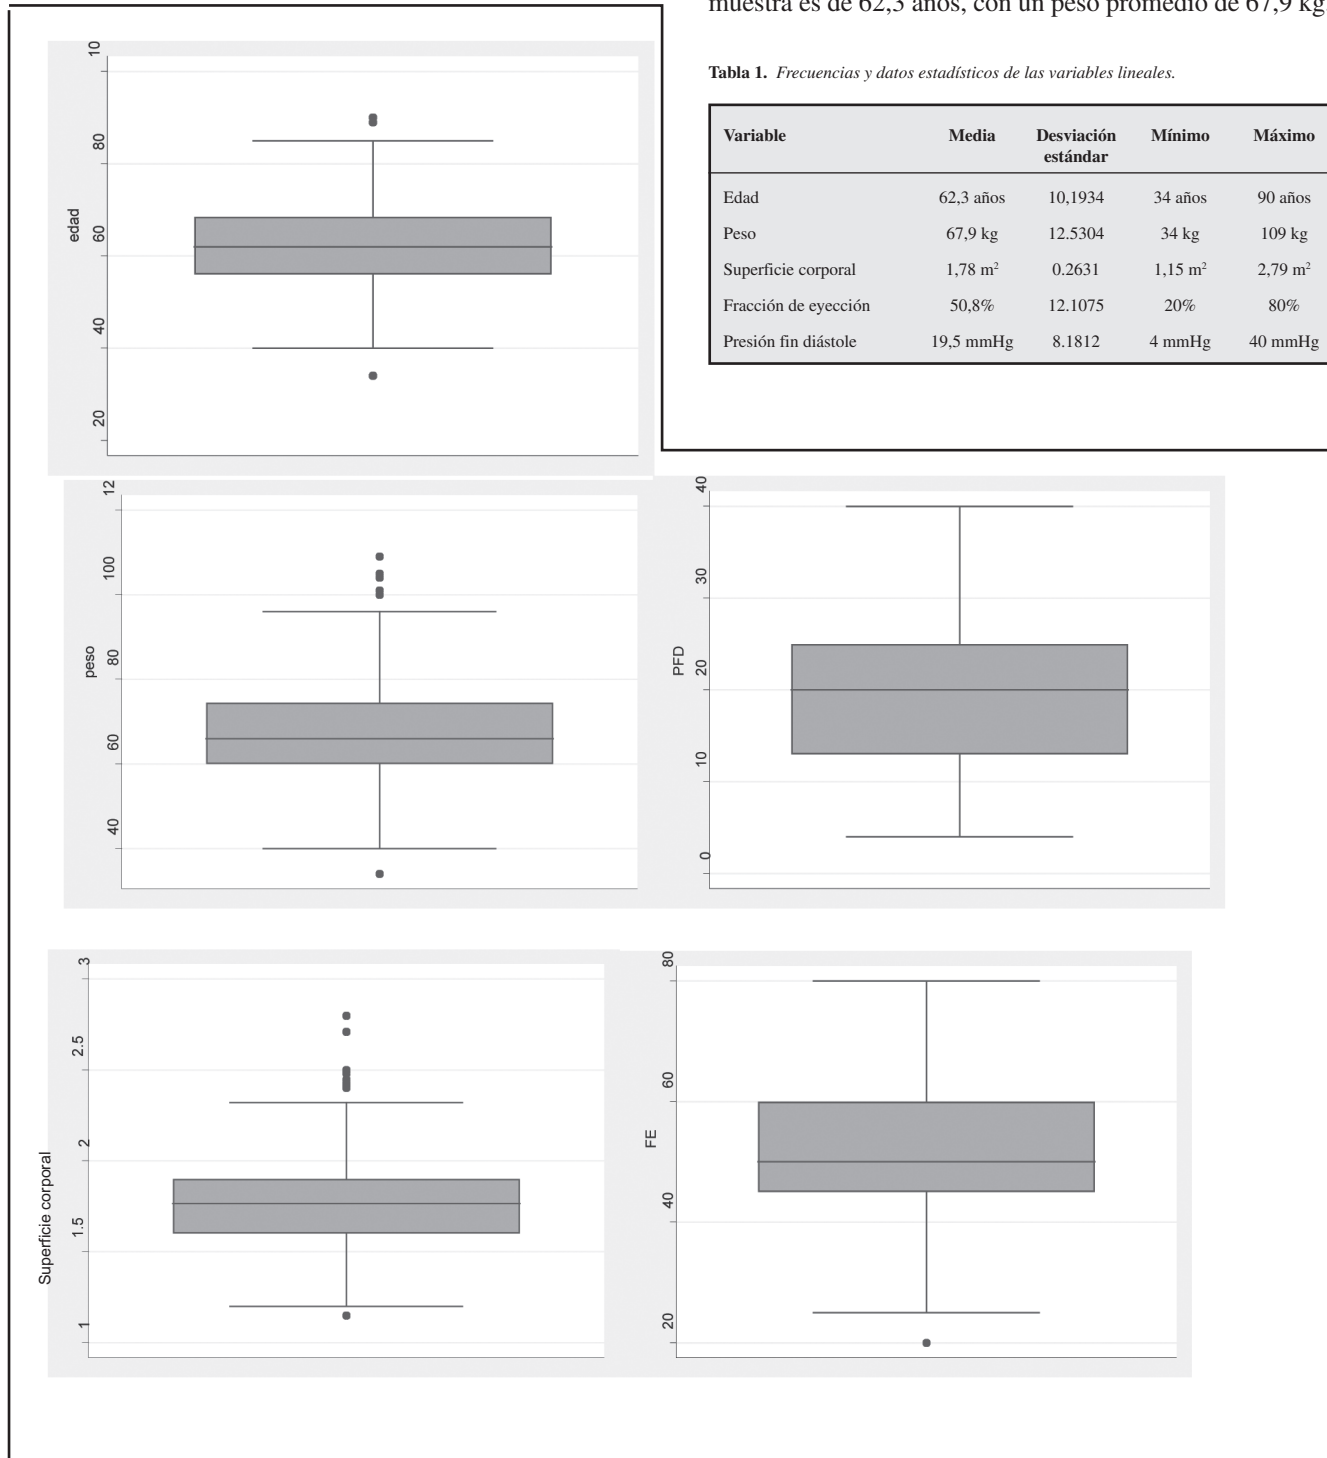 muestra es de 62,3 años, con un peso promedio de 67,9 kg
Tabla 1. Frecuencias y datos estadísticos de las variables lineales.
Variable Media Desviación estándar Mínimo Máximo
Edad 62,3 años 10,1934 34 años 90 años
Peso 67,9 kg 12.5304 34 kg 109 kg
Superficie corporal 1,78 m² 0.2631 1,15 m² 2,79 m²
Fracción de eyección 50,8% 12.1075 20% 80%
Presión fin diástole 19,5 mmHg 8.1812 4 mmHg 40 mmHg
edad
10
80
60
40
20
peso
12
100
80
60
40
PFD
40
30
20
10
0
Superficie corporal
3
2.5
2
1.5
1
FE
80
60
40
20